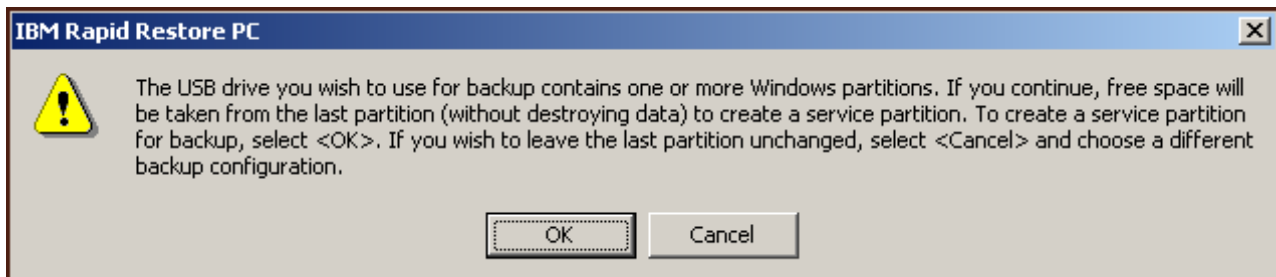 IBM Rapid Restore PC
The USB drive you wish to use for backup contains one or more Windows partitions. If you continue, free space will
be taken from the last partition (without destroying data) to create a service partition. To create a service partition
for backup, select <OK>. If you wish to leave the last partition unchanged, select <Cancel> and choose a different
backup configuration.
OK
Cancel